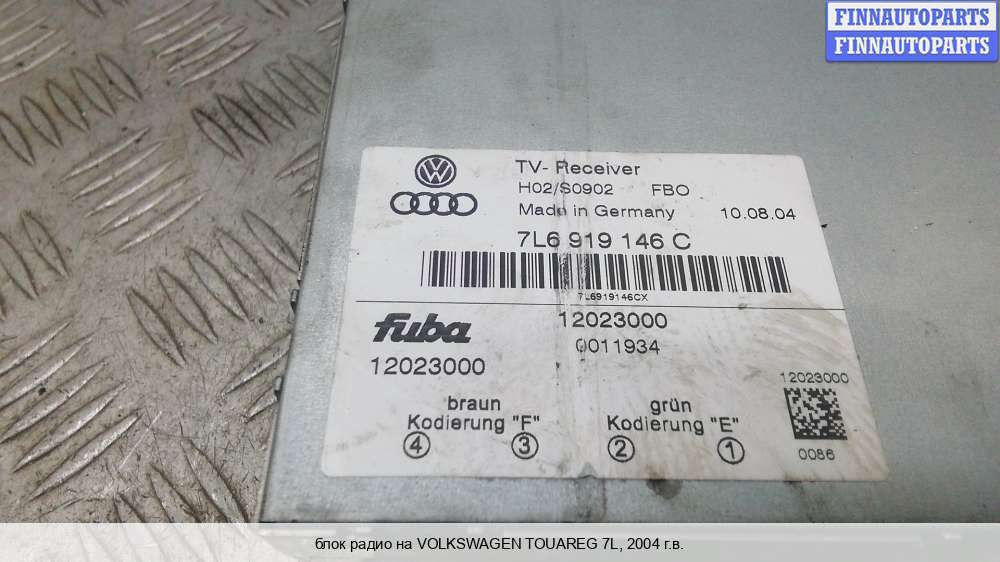 FINNAUTOPARTS
FINNAUTOPARTS
TV- Receiver
H02/S0902 FBO
Made in Germany 10.08.04
7L6 919 146 C
7L6919146CX
fuba
12023000
12023000
0011934
braun
Kodierung "F"
4 3
grün
Kodierung "E"
2 1
12023000
0086
блок радио на VOLKSWAGEN TOUAREG 7L, 2004 г.в.